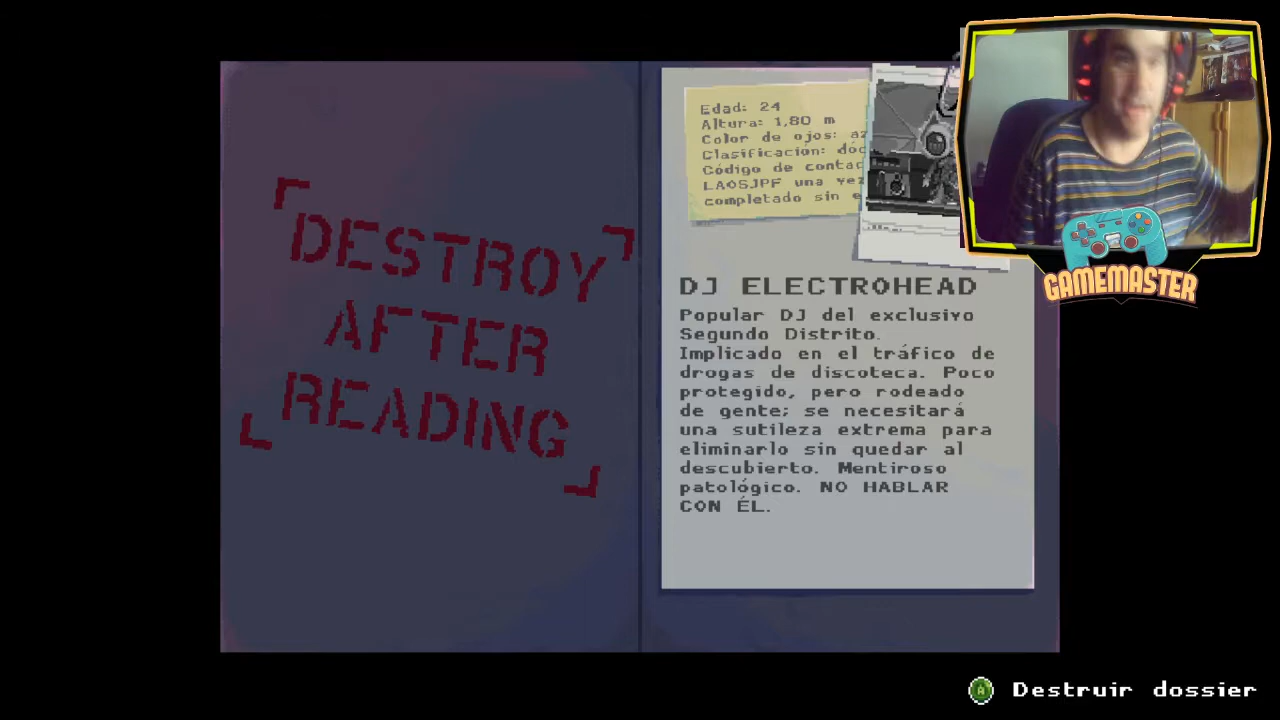 DESTROY
AFTER
READING
Edad: 24
Altura: 1,80 m
Color de ojos:
Clasificación:
Código de
LAOSJPF una vez
completado sin
DJ ELECTROHEAD
Popular DJ del exclusivo
Segundo Distrito.
Implicado en el tráfico de
drogas de discoteca. Poco
protegido, pero rodeado
de gente; se necesitará
una sutileza extrema para
eliminarlo sin quedar al
descubierto. Mentiroso
patológico. NO HABLAR
CON ÉL.
GAMEMASTER
A Destruir dossier